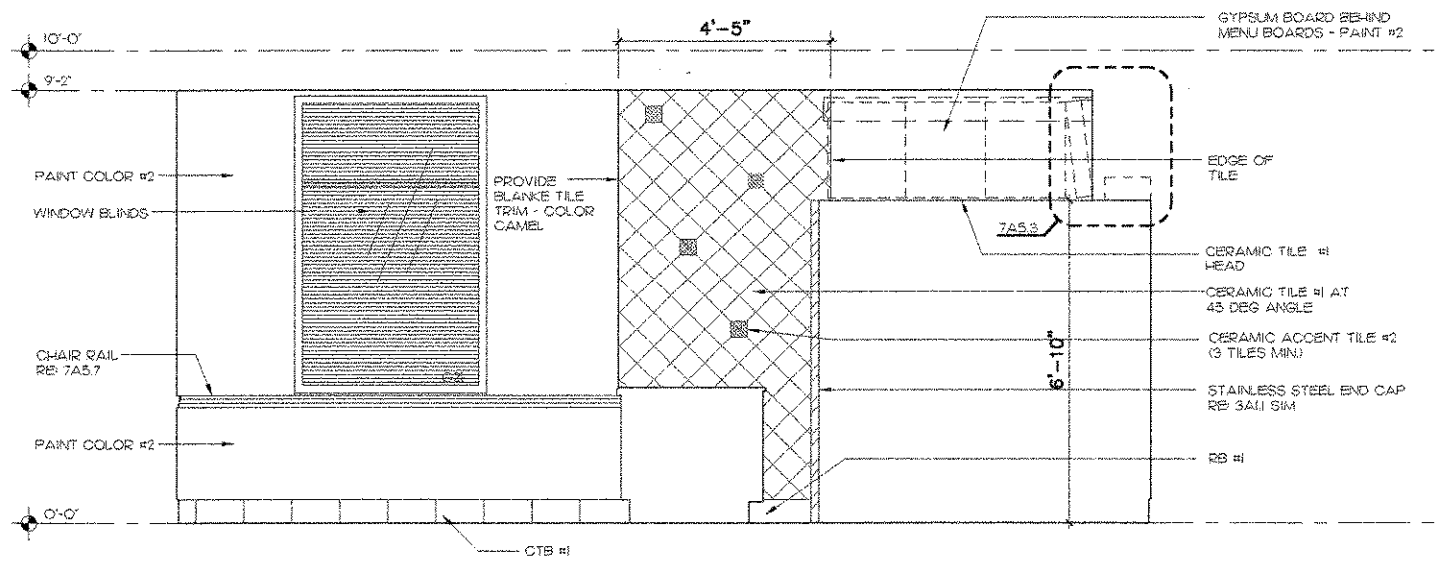 4'-5"
GYPSUM BOARD BEHIND
MENU BOARDS - PAINT #2
10'-0"
9'-2"
PAINT COLOR #2
WINDOW BLINDS
PROVIDE
BLANKE TILE
TRIM - COLOR
CAMEL
EDGE OF
TILE
7A5.3
CERAMIC TILE #1
HEAD
CERAMIC TILE #1 AT
45 DEG ANGLE
CERAMIC ACCENT TILE #2
(3 TILES MIN.)
6'-10"
CHAIR RAIL
RE: 7A5.7
STAINLESS STEEL END CAP
RE: 3A1.1 SIM
PAINT COLOR #2
RB #1
0'-0"
CTB #1